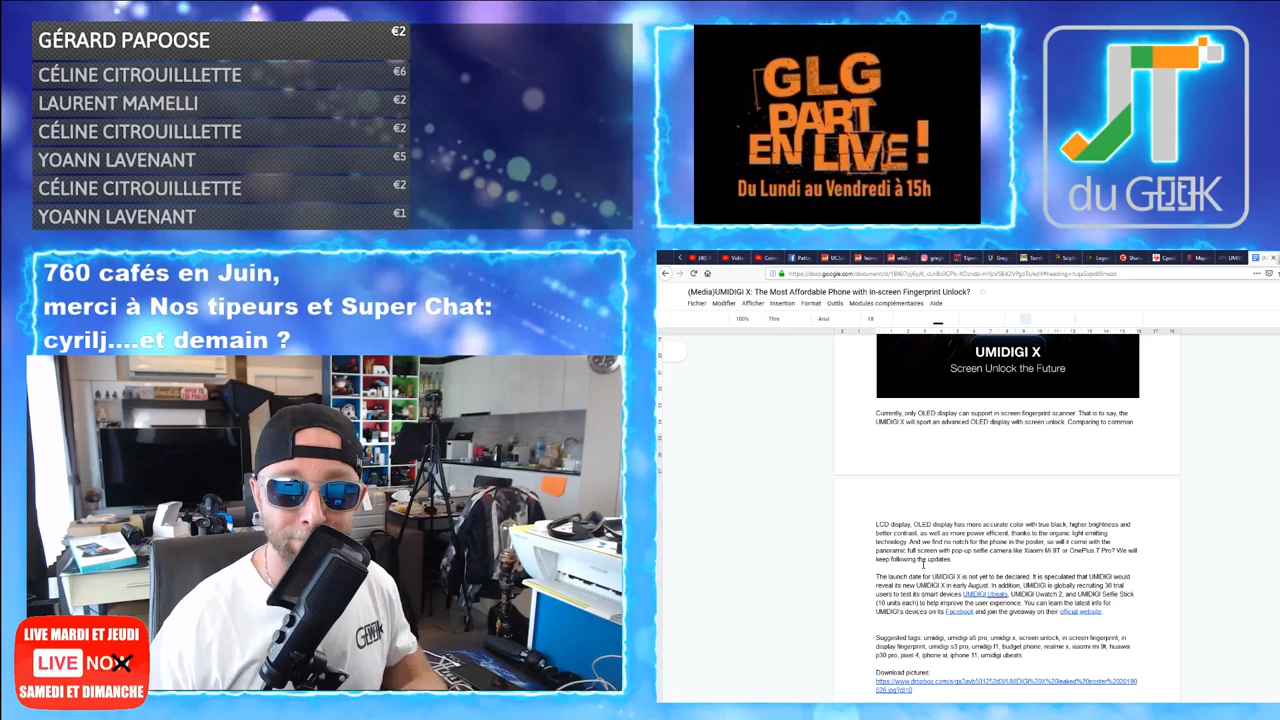 GÉRARD PAPOOSE €2
CÉLINE CITROUILLLETTE €6
LAURENT MAMELLI €2
CÉLINE CITROUILLLETTE €2
YOANN LAVENANT €5
CÉLINE CITROUILLLETTE €2
YOANN LAVENANT €1
GLG
PART
EN LIVE !
Du Lundi au Vendredi à 15h
JT
du GEEK
760 cafés en Juin,
et Super Chat:
cyrilj....et demain ?
LIVE MARDI ET JEUDI
LIVE NOX
SAMEDI ET DIMANCHE
GEEK
(Media)UMIDIGI X: The Most Affordable Phone with In-screen Fingerprint Unlock?
Fichier Modifier Afficher Insertion Format Outils Modules complémentaires Aide
100% Titre Arial 18
UMIDIGI X
Screen Unlock the Future
Currently, only OLED display can support in-screen fingerprint scanner. That is to say, the
UMIDIGI X will sport an advanced OLED display with screen unlock. Comparing to common
LCD display, OLED display has more accurate color with true black, higher brightness and
better contrast, as well as more power efficient, thanks to the organic light emitting
technology. And we find no notch for the phone in the poster, so will it come with the
panoramic full screen with pop-up selfie camera like Xiaomi Mi 9T or OnePlus 7 Pro? We will
keep following the updates.
The launch date for UMIDIGI X is not yet to be declared. It is speculated that UMIDIGI would
reveal its new UMIDIGI X in early August. In addition, UMIDIGI is globally recruiting 30 trial
users to test its smart devices UMIDIGI Ubeats, UMIDIGI Uwatch 2, and UMIDIGI Selfie Stick
(10 units each) to help improve the user experience. You can learn the latest info for
UMIDIGI's devices on its Facebook and join the giveaway on their official website.
Suggested tags: umidigi, umidigi a5 pro, umidigi x, screen unlock, in screen fingerprint, in
display fingerprint, umidigi s3 pro, umidigi f1, budget phone, realme x, xiaomi mi 9t, huawei
p30 pro, pixel 4, iphone xi, iphone 11, umidigi ubeats
Download pictures: